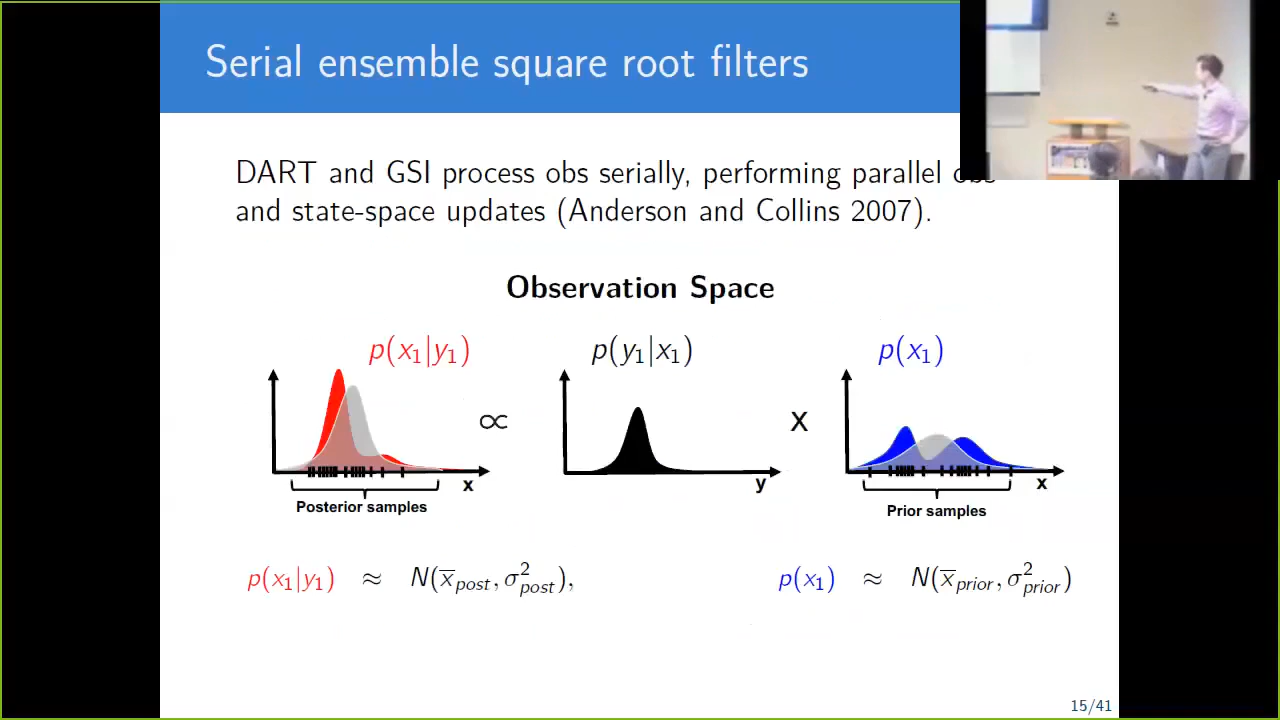 Serial ensemble square root filters
DART and GSI process obs serially, performing parallel obs
and state-space updates (Anderson and Collins 2007).
Observation Space
p(x₁|y₁) p(y₁|x₁) p(x₁)
∝ x
x y x
Posterior samples Prior samples
p(x₁|y₁) ≈ N(x̅_post, σ²_post), p(x₁) ≈ N(x̅_prior, σ²_prior)
15/41